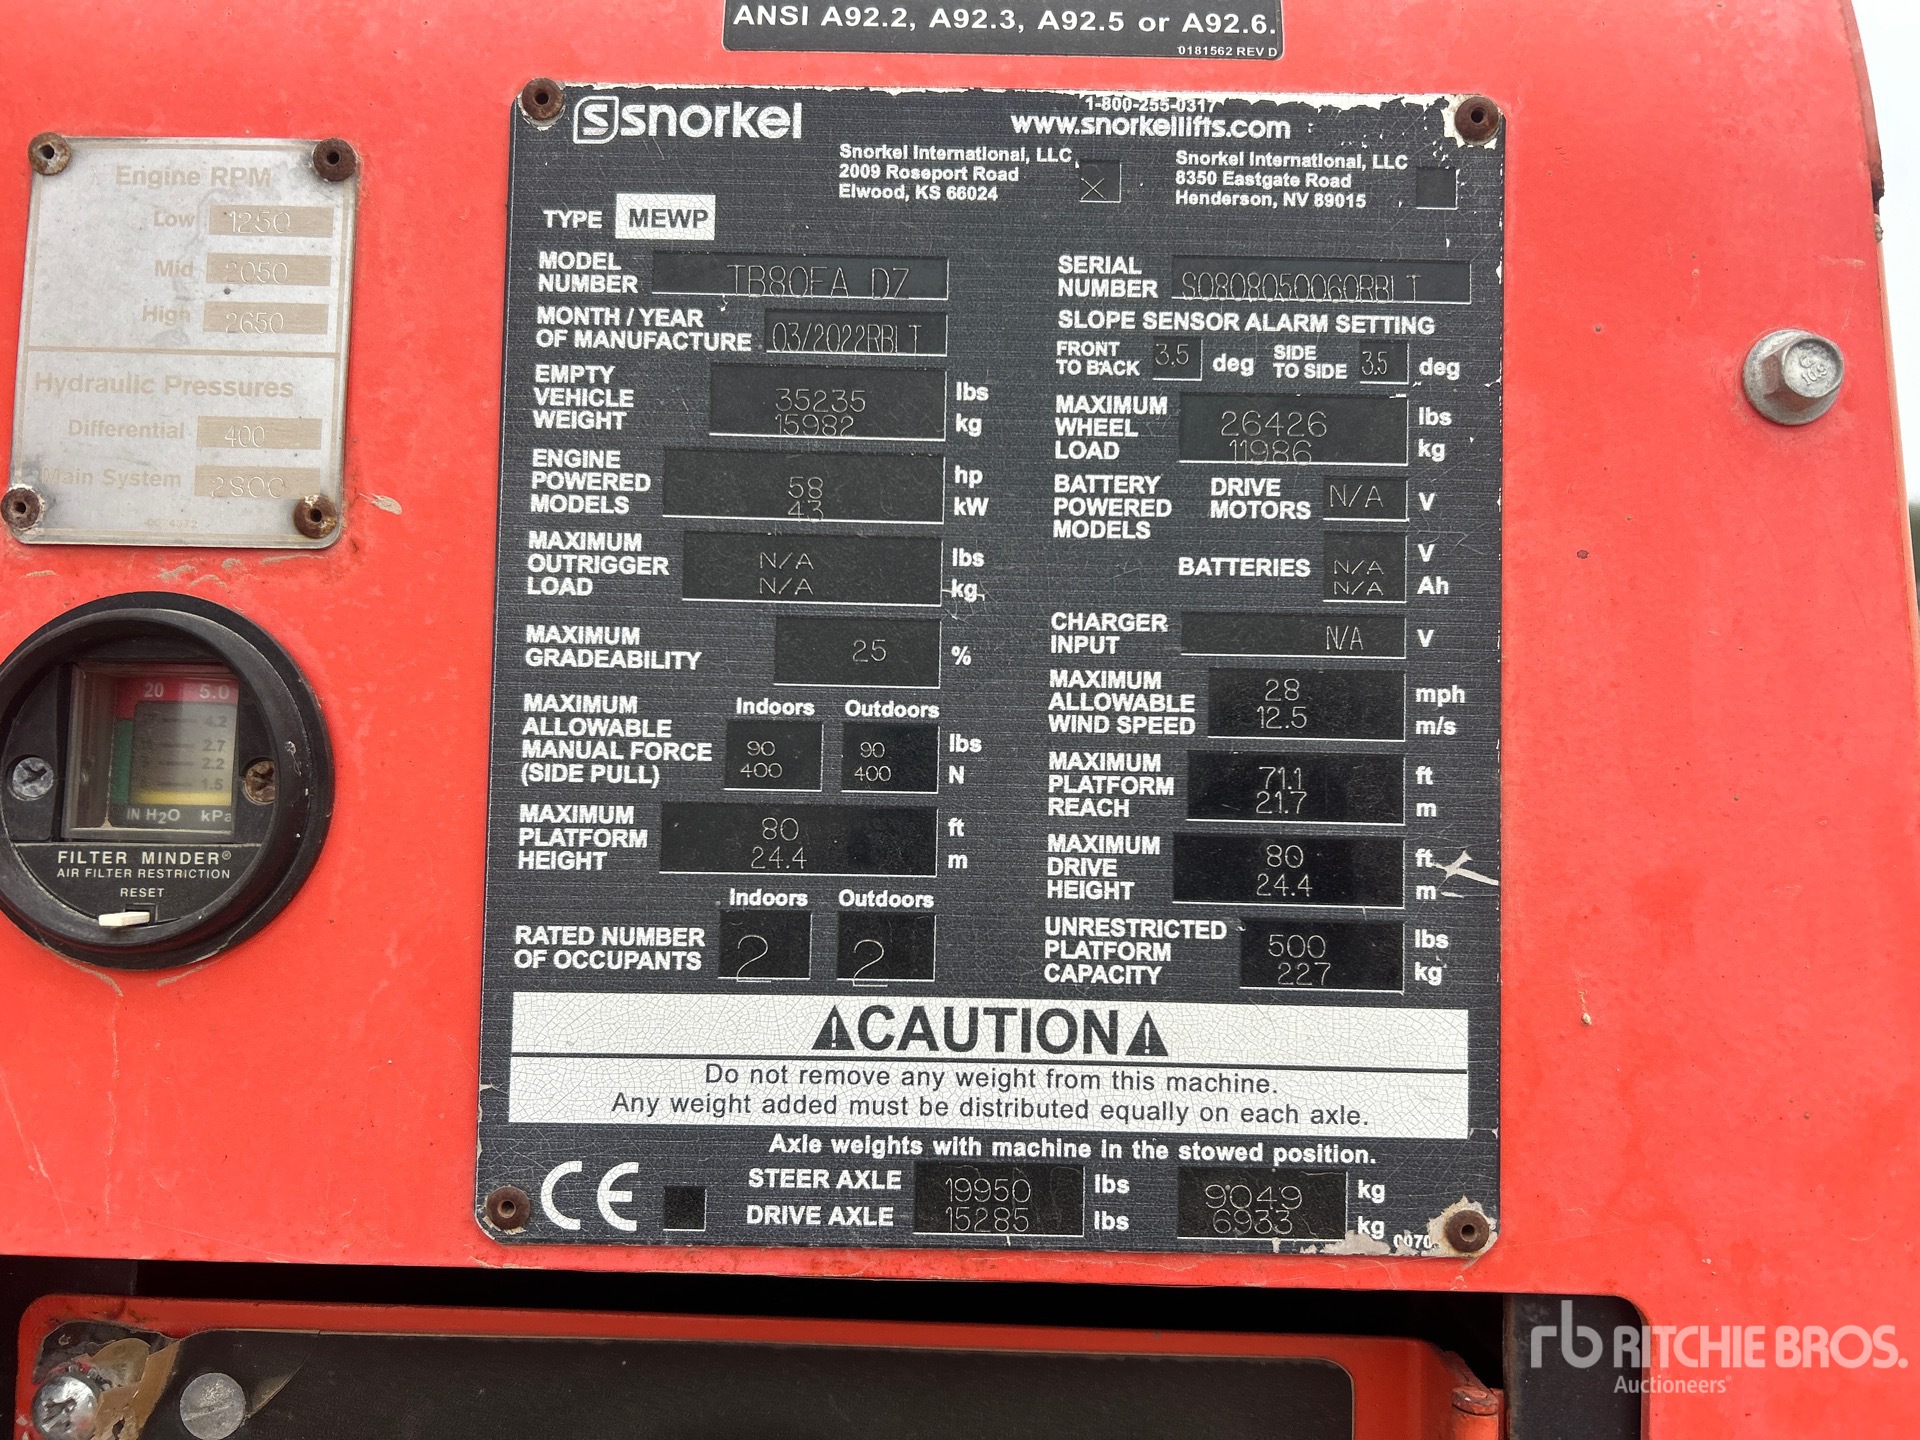 ANSI A92.2, A92.3, A92.5 or A92.6.
0181562 REV D
Engine RPM
Low 1250
Mid 2050
High 2650
Hydraulic Pressures
Differential 400
Main System 2800
20 5.0
4.2
2.7
2.2
1.5
IN H2O kPa
FILTER MINDER®
AIR FILTER RESTRICTION
RESET
S snorkel
1-800-255-0317
www.snorkellifts.com
Snorkel International, LLC
2009 Roseport Road
Elwood, KS 66024
X
Snorkel International, LLC
8350 Eastgate Road
Henderson, NV 89015
TYPE MEWP
MODEL NUMBER TB80FA D7
SERIAL NUMBER S0808050060RBLT
MONTH / YEAR OF MANUFACTURE 03/2022RBLT
SLOPE SENSOR ALARM SETTING
FRONT TO BACK 3.5 deg SIDE TO SIDE 3.5 deg
EMPTY VEHICLE WEIGHT 35235 lbs
15982 kg
MAXIMUM WHEEL LOAD 26426 lbs
11986 kg
ENGINE POWERED MODELS 58 hp
43 kW
BATTERY POWERED MODELS DRIVE MOTORS N/A V
BATTERIES N/A V
N/A Ah
MAXIMUM OUTRIGGER LOAD N/A lbs
N/A kg
CHARGER INPUT N/A V
MAXIMUM GRADEABILITY 25 %
MAXIMUM ALLOWABLE WIND SPEED 28 mph
12.5 m/s
MAXIMUM ALLOWABLE MANUAL FORCE (SIDE PULL)
Indoors Outdoors
90 90 lbs
400 400 N
MAXIMUM PLATFORM REACH 71.1 ft
21.7 m
MAXIMUM PLATFORM HEIGHT 80 ft
24.4 m
MAXIMUM DRIVE HEIGHT 80 ft
24.4 m
Indoors Outdoors
RATED NUMBER OF OCCUPANTS 2 2
UNRESTRICTED PLATFORM CAPACITY 500 lbs
227 kg
CAUTION
Do not remove any weight from this machine.
Any weight added must be distributed equally on each axle.
Axle weights with machine in the stowed position.
CE
STEER AXLE 19950 lbs 9049 kg
DRIVE AXLE 15285 lbs 6933 kg
0070
rb RITCHIE BROS.
Auctioneers